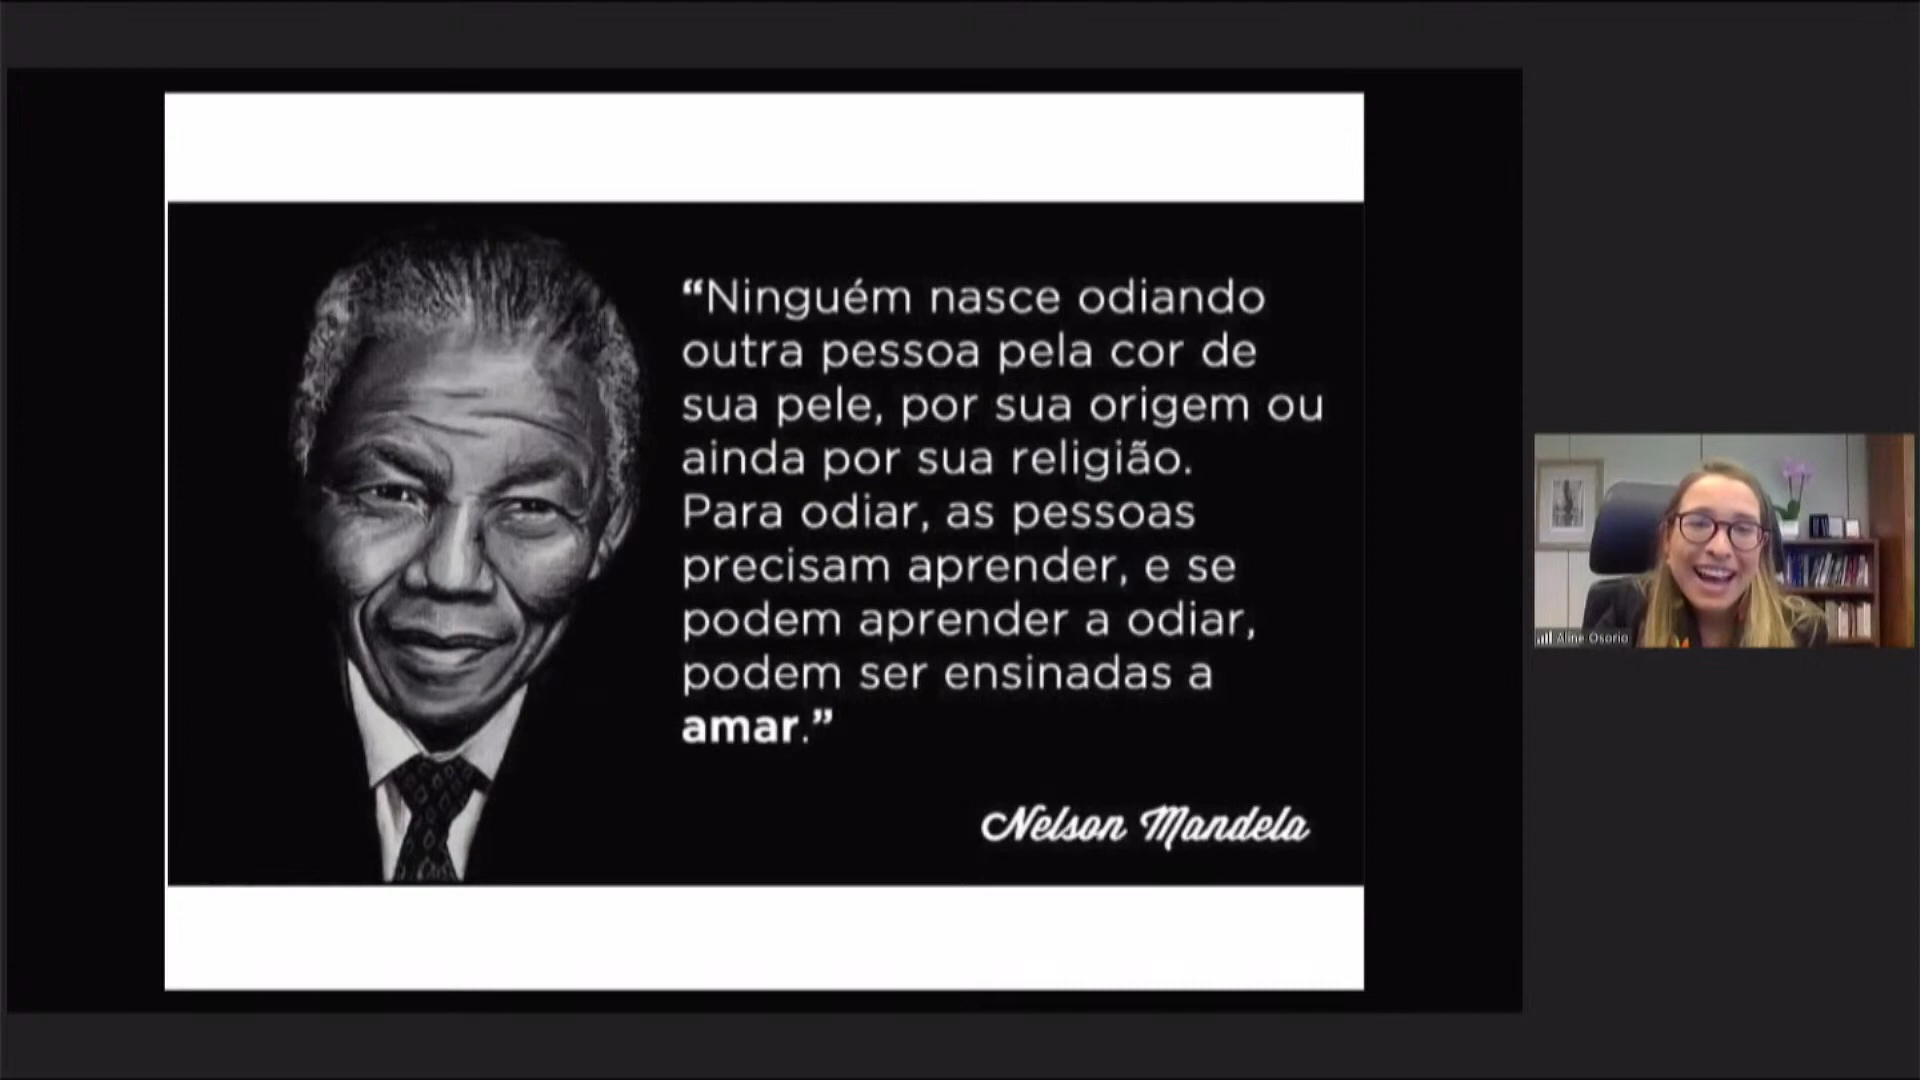 “Ninguém nasce odiando
outra pessoa pela cor de
sua pele, por sua origem ou
ainda por sua religião.
Para odiar, as pessoas
precisam aprender, e se
podem aprender a odiar,
podem ser ensinadas a
amar.”
Nelson Mandela
Aline Osorio